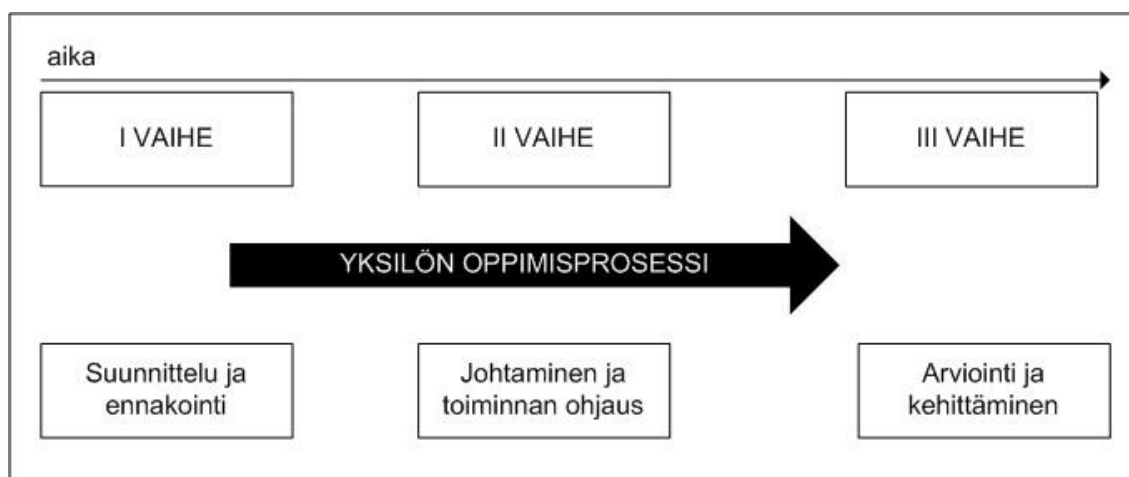 aika
I VAIHE
II VAIHE
III VAIHE
YKSILÖN OPPIMISPROSESSI
Suunnittelu ja
ennakointi
Johtaminen ja
toiminnan ohjaus
Arviointi ja
kehittäminen